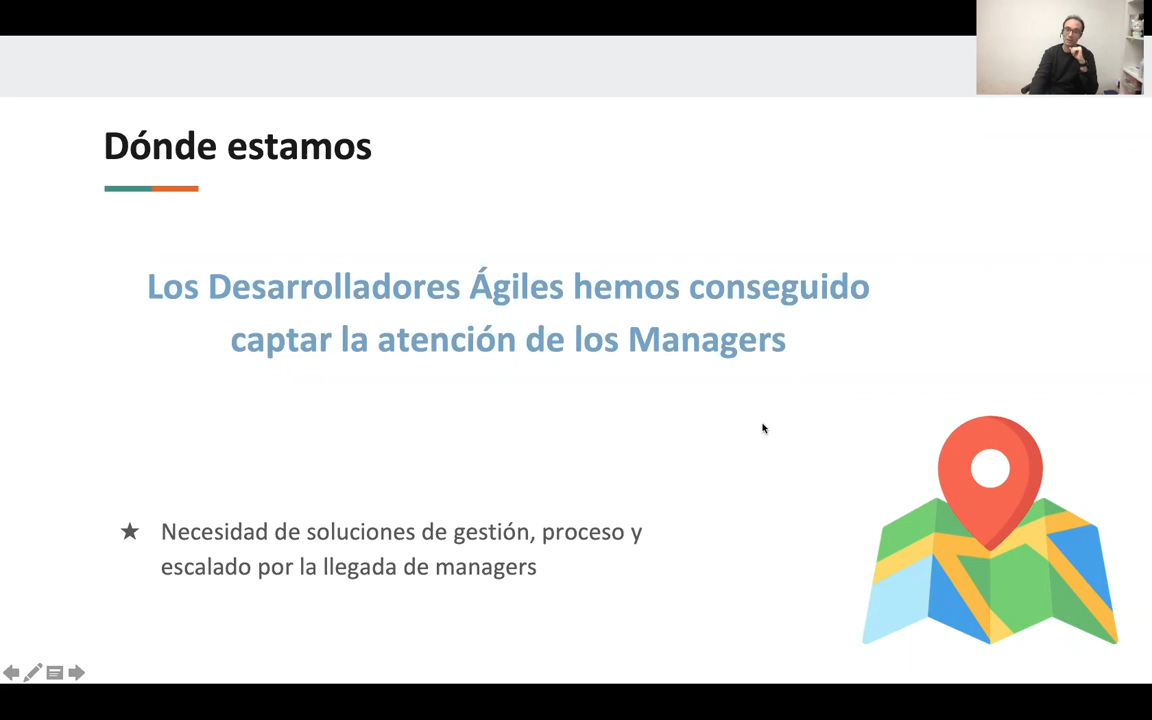 Dónde estamos
Los Desarrolladores Ágiles hemos conseguido
captar la atención de los Managers
★ Necesidad de soluciones de gestión, proceso y
escalado por la llegada de managers